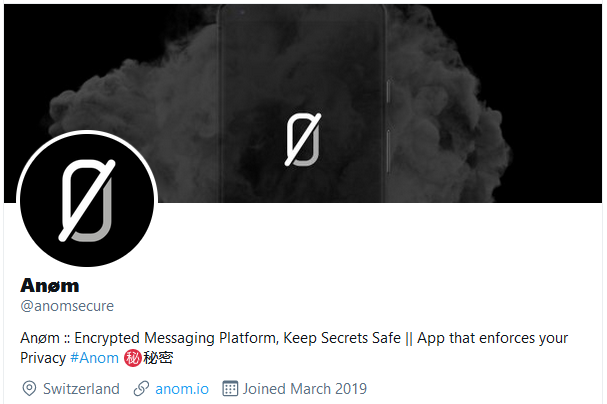 Anøm
@anomsecure
Anøm :: Encrypted Messaging Platform, Keep Secrets Safe || App that enforces your
Privacy #Anom ㊙秘密
Switzerland anom.io Joined March 2019